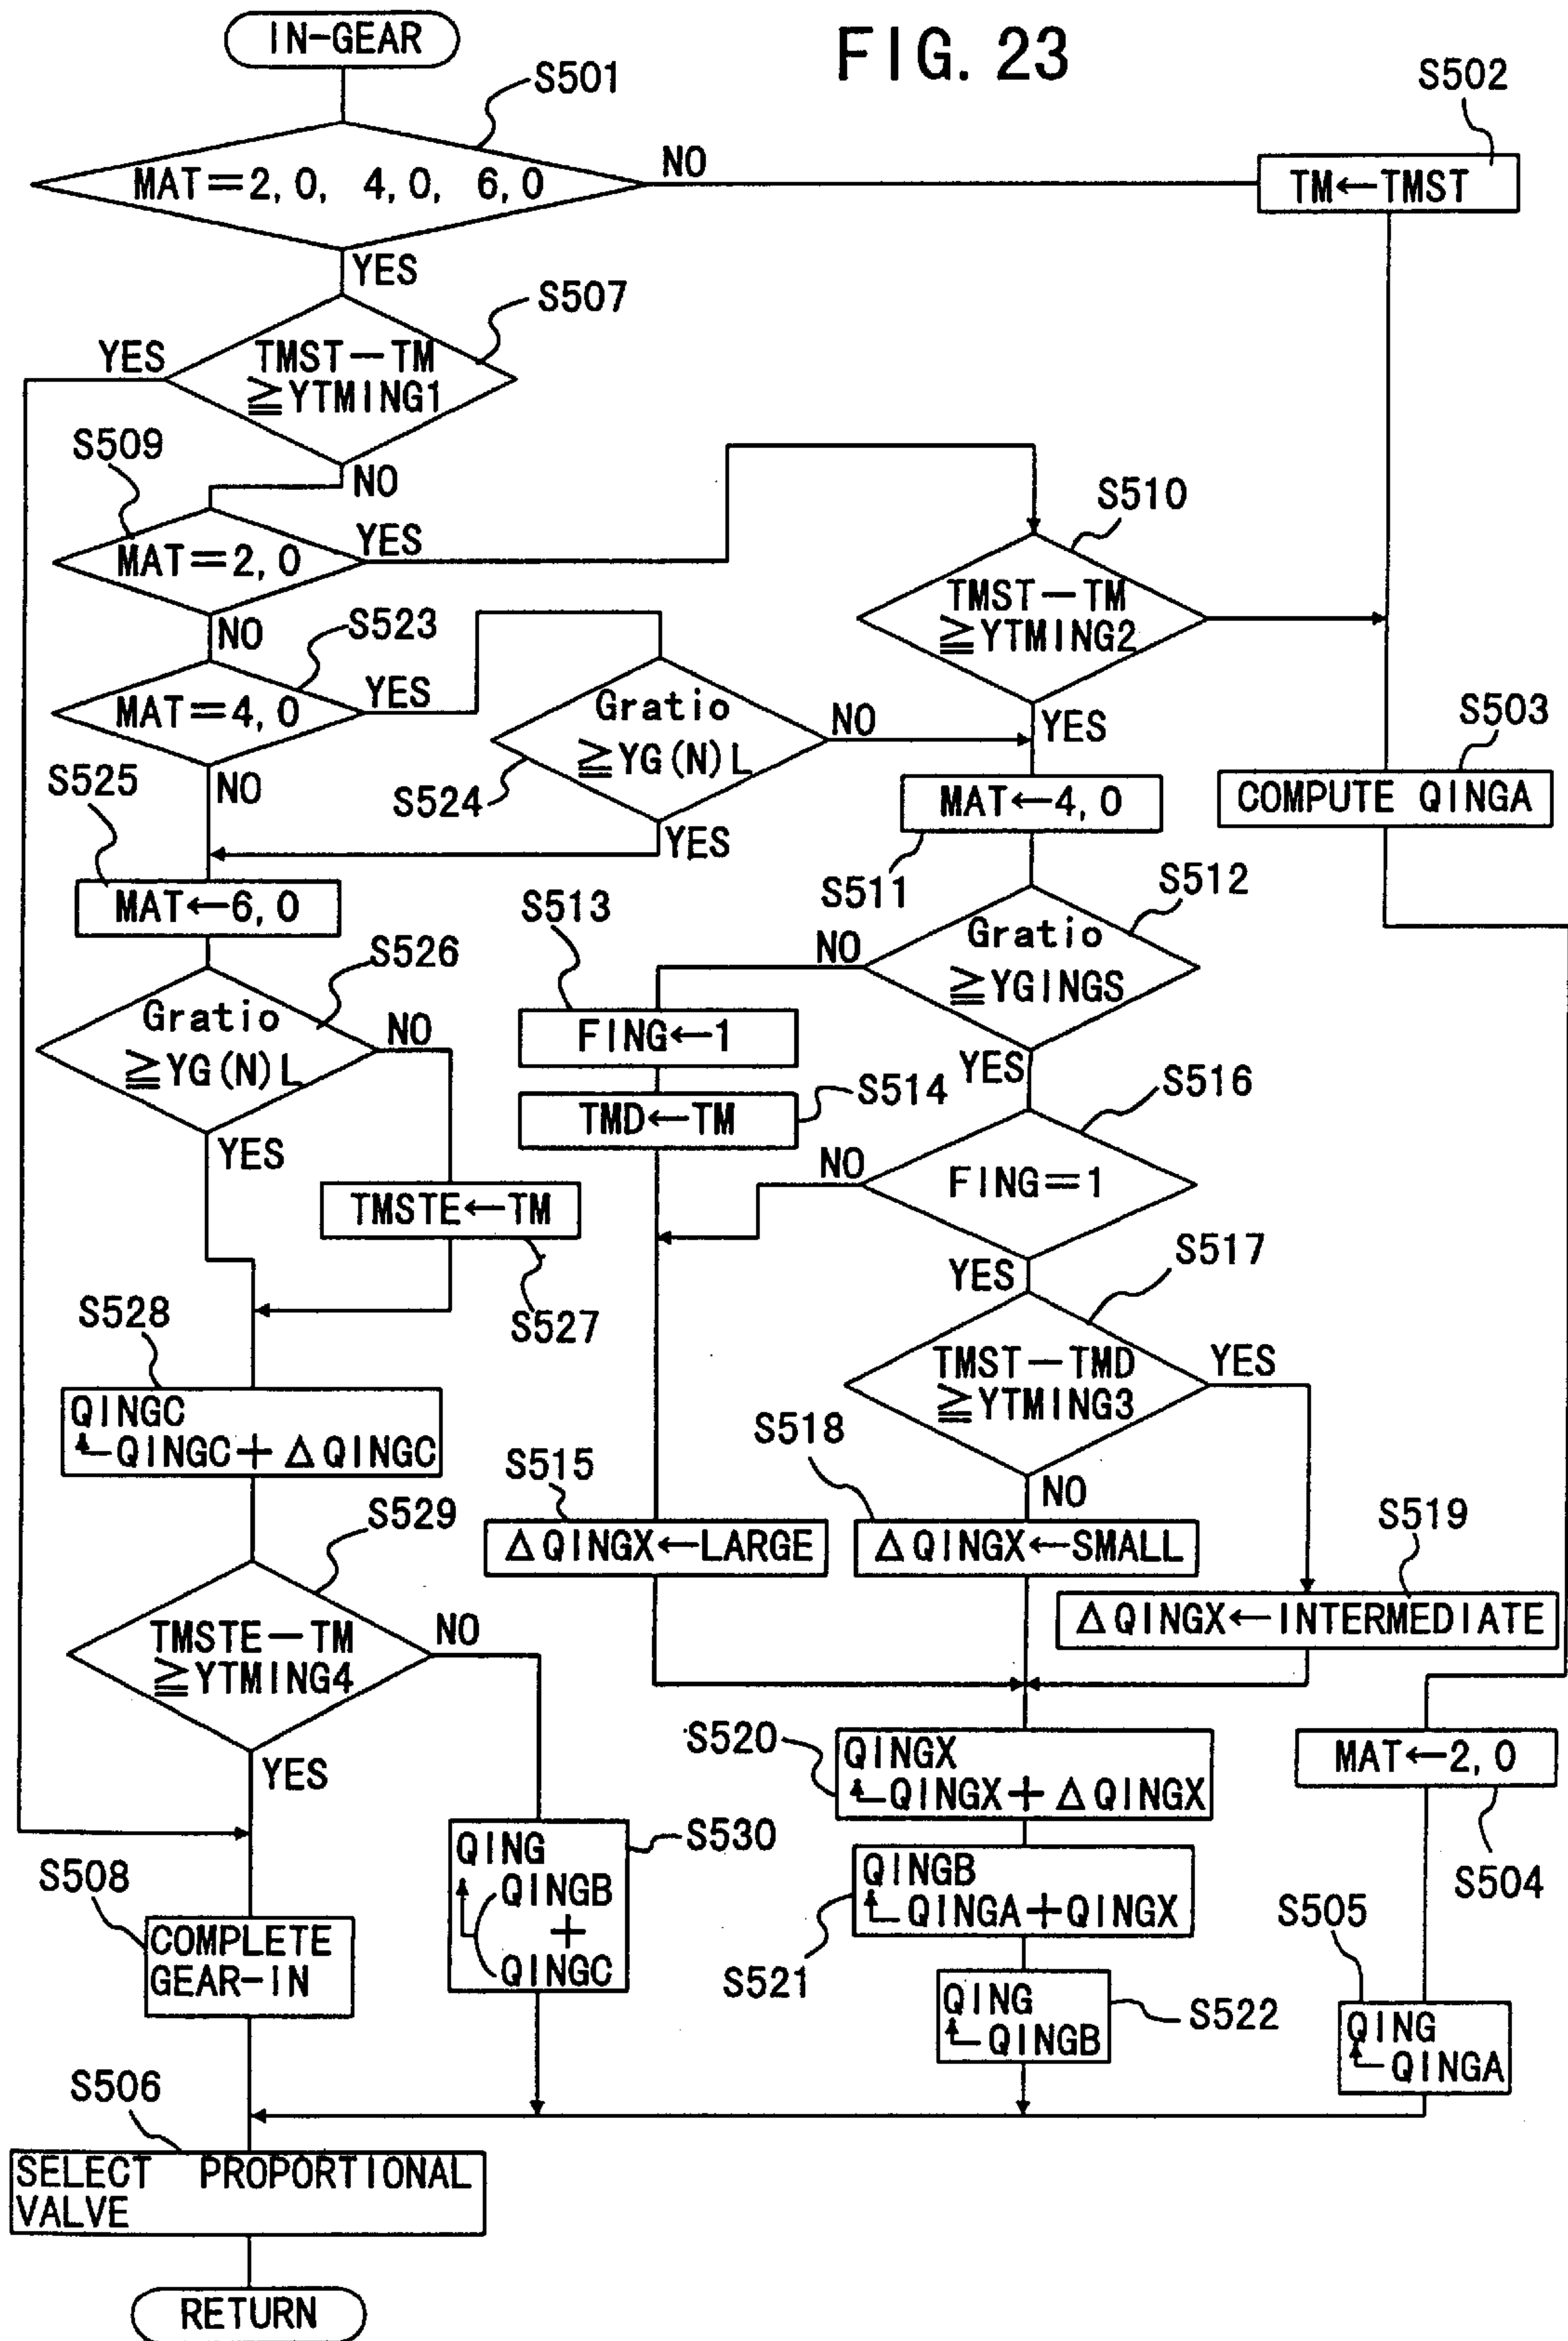 FIG. 23
IN-GEAR
S501
MAT=2,0, 4,0, 6,0
NO
YES
S502
TM←TMST
S507
TMST-TM
≧YTMING1
YES
NO
S509
MAT=2,0
YES
NO
S510
TMST-TM
≧YTMING2
YES
S523
MAT=4,0
YES
NO
Gratio
≧YG(N)L
S524
NO
YES
S503
COMPUTE QINGA
MAT←4,0
S511
S525
MAT←6,0
S512
Gratio
≧YGINGS
NO
YES
S513
FING←1
S526
Gratio
≧YG(N)L
NO
YES
TMD←TM
S514
S516
FING=1
NO
YES
TMSTE←TM
S527
S517
TMST-TMD
≧YTMING3
YES
NO
S528
QINGC
←QINGC+ΔQINGC
S515
ΔQINGX←LARGE
S518
ΔQINGX←SMALL
S519
ΔQINGX←INTERMEDIATE
S529
TMSTE-TM
≧YTMING4
NO
YES
S520
QINGX
←QINGX+ΔQINGX
MAT←2,0
S504
S530
QING
QINGB
+
QINGC
QINGB
←QINGA+QINGX
S521
S508
COMPLETE
GEAR-IN
QING
←QINGB
S522
S505
QING
←QINGA
S506
SELECT PROPORTIONAL
VALVE
RETURN